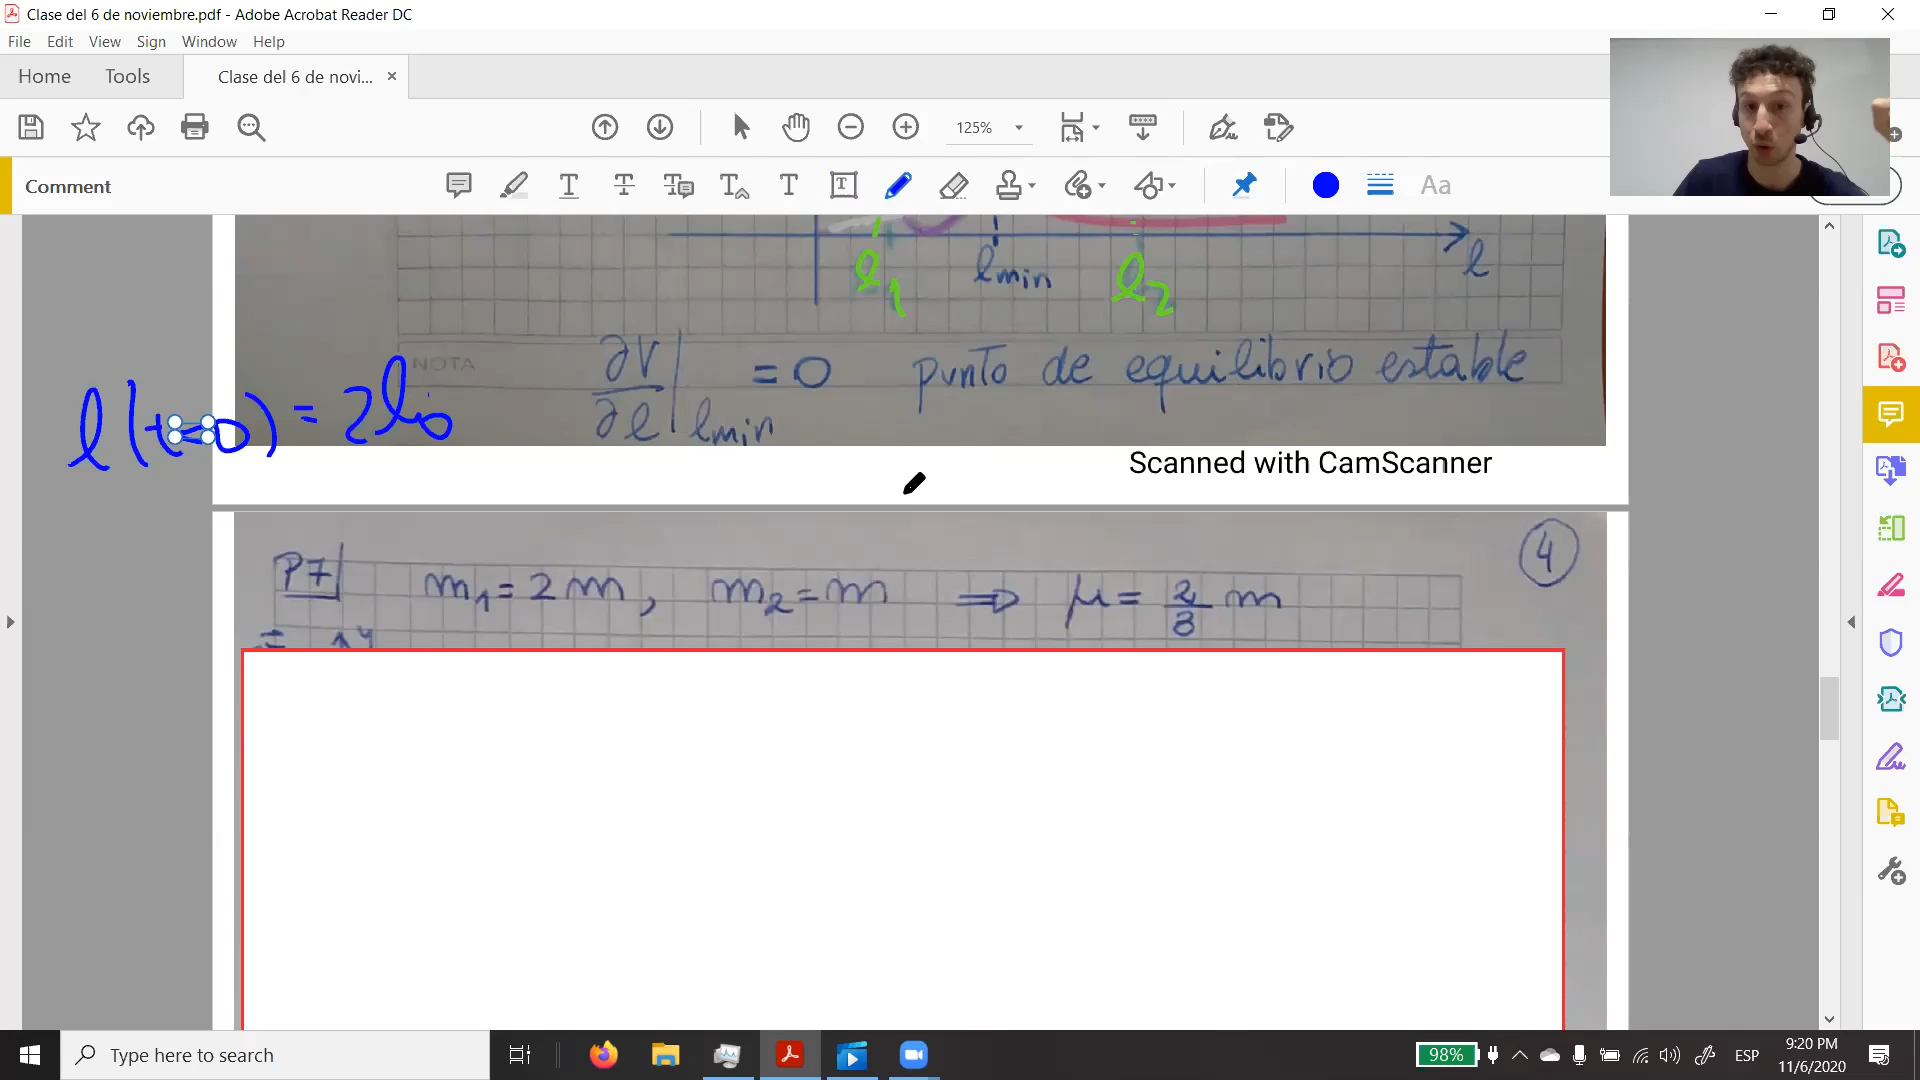 Clase del 6 de noviembre.pdf - Adobe Acrobat Reader DC
File Edit View Sign Window Help
Home Tools Clase del 6 de novi... ×
125%
Comment
Aa
l₁ lmin l₂ l
NOTA ∂V/∂l|lmin = 0 punto de equilibrio estable
l(t=0) = 2l₀
Scanned with CamScanner
4
P7 m₁ = 2m, m₂ = m ⟹ μ = 2/3 m
Type here to search
98% ESP 9:20 PM
11/6/2020